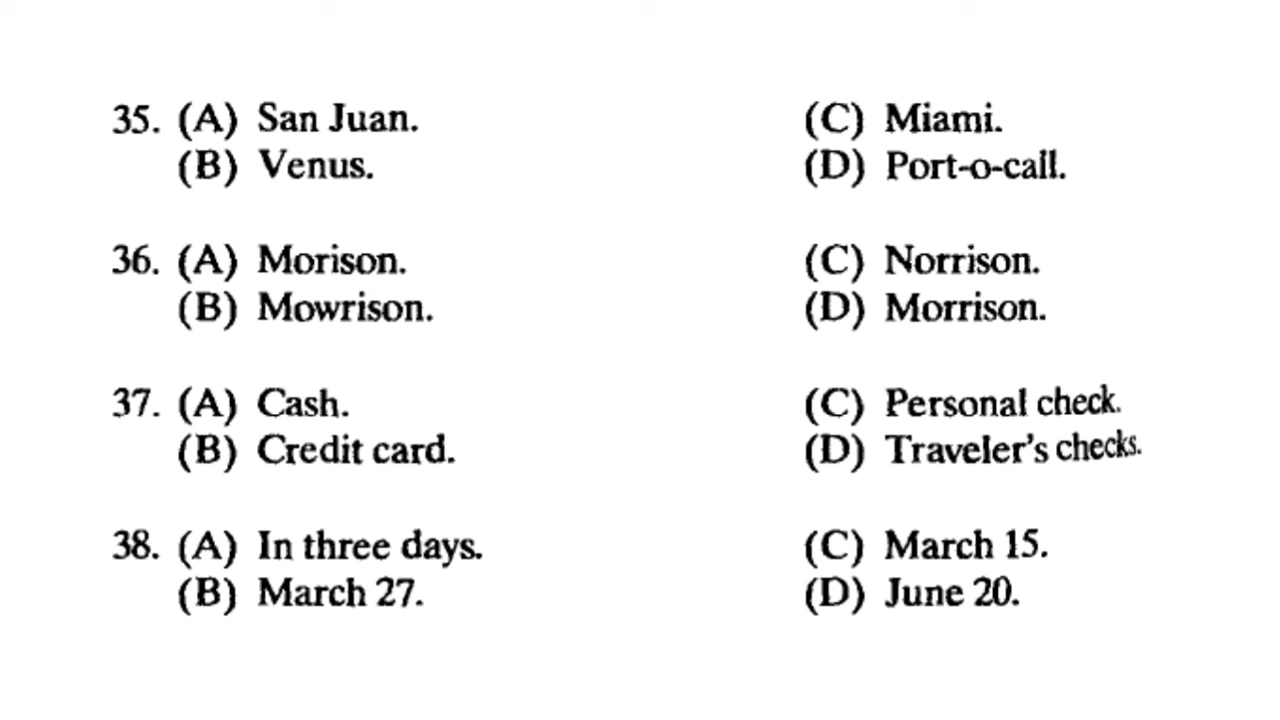 35. (A) San Juan. (C) Miami.
(B) Venus. (D) Port-o-call.
36. (A) Morison. (C) Norrison.
(B) Mowrison. (D) Morrison.
37. (A) Cash. (C) Personal check.
(B) Credit card. (D) Traveler's checks.
38. (A) In three days. (C) March 15.
(B) March 27. (D) June 20.